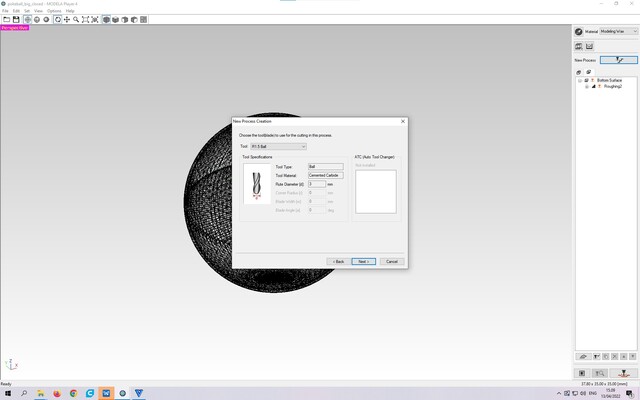 MODELA Player 4
File Edit Set View Options Help
Perspective
Material Modeling Wax
New Process
Bottom Surface
Roughing2
New Process Creation
Choose the tool(blade) to use for the cutting in this process.
Tool R1.5 Ball
Tool Specifications
ATC (Auto Tool Changer)
Tool Type: Ball
Tool Material: Cemented Carbide
Flute Diameter [d]: 3 mm
Corner Radius [r]: 0 mm
Blade Width [w]: 0 mm
Blade Angle [a]: 0 deg
< Back Next > Cancel
Ready
37.80 x 35.00 x 35.00 [mm]
ENG
15:09
13/04/2022